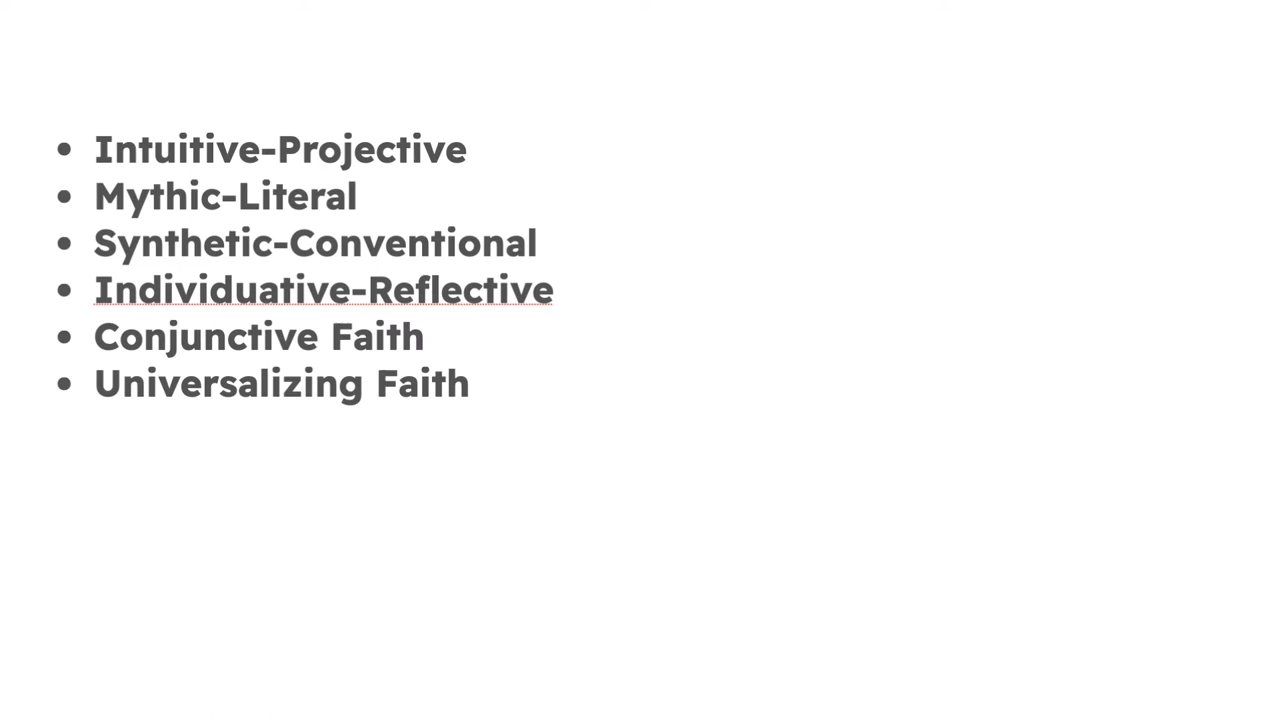 • Intuitive-Projective
• Mythic-Literal
• Synthetic-Conventional
• Individuative-Reflective
• Conjunctive Faith
• Universalizing Faith